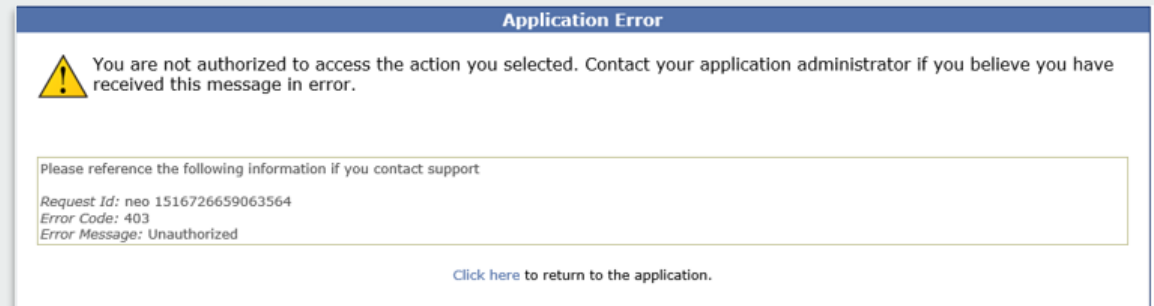 Application Error
You are not authorized to access the action you selected. Contact your application administrator if you believe you have
received this message in error.
Please reference the following information if you contact support
Request Id: neo 1516726659063564
Error Code: 403
Error Message: Unauthorized
Click here to return to the application.